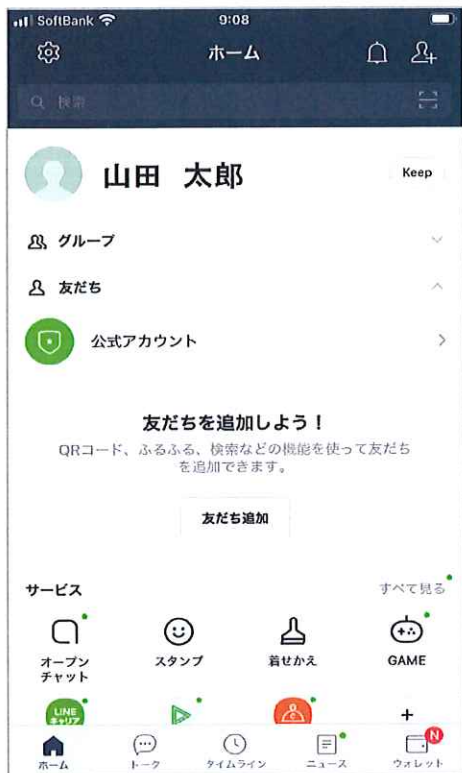 SoftBank 9:08
ホーム
検索
山田 太郎
Keep
グループ
友だち
公式アカウント
友だちを追加しよう！
QRコード、ふるふる、検索などの機能を使って友だち
を追加できます。
友だち追加
サービス
すべて見る
オープン
チャット
スタンプ
着せかえ
GAME
LINE
キャリア
ホーム
トーク
タイムライン
ニュース
N
ウォレット